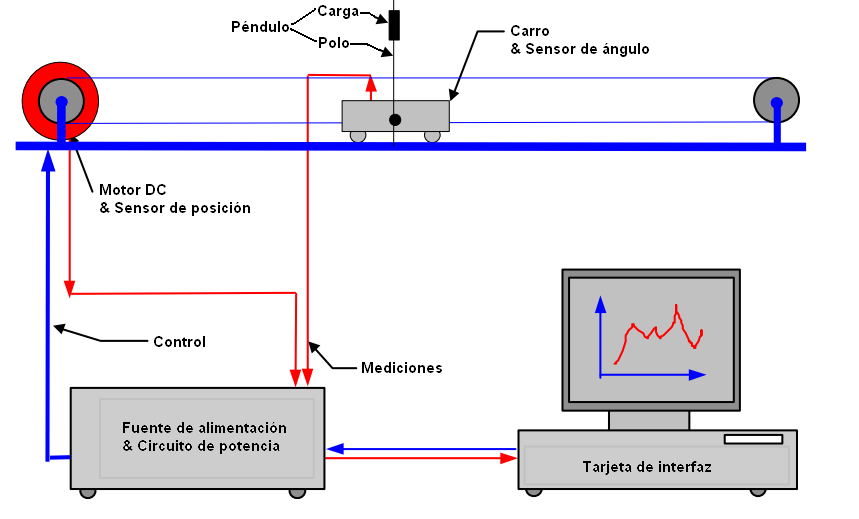 Carga
Péndulo
Polo
Carro
& Sensor de ángulo
Motor DC
& Sensor de posición
Control
Mediciones
Fuente de alimentación
& Circuito de potencia
Tarjeta de interfaz